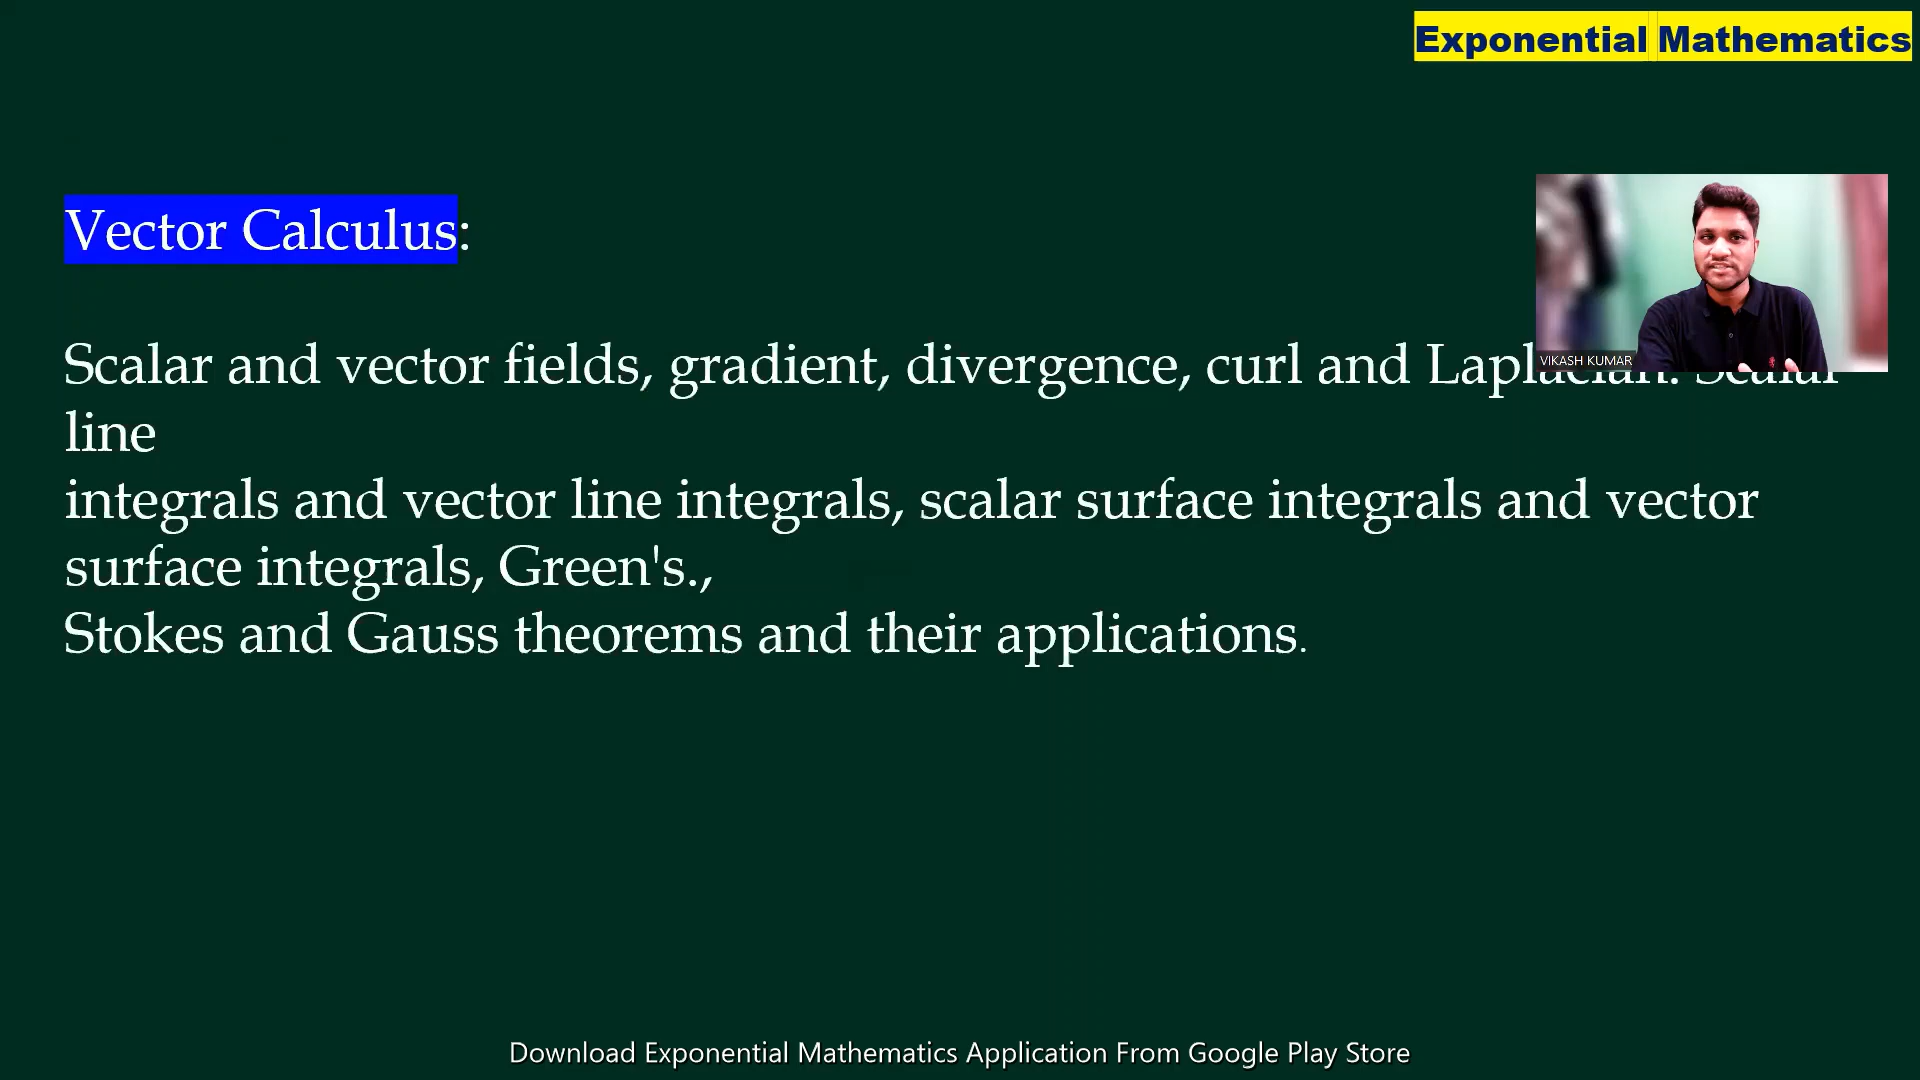 Exponential Mathematics
Vector Calculus:
Scalar and vector fields, gradient, divergence, curl and Laplacian. Scalar
VIKASH KUMAR
line
integrals and vector line integrals, scalar surface integrals and vector
surface integrals, Green's.,
Stokes and Gauss theorems and their applications.
Download Exponential Mathematics Application From Google Play Store